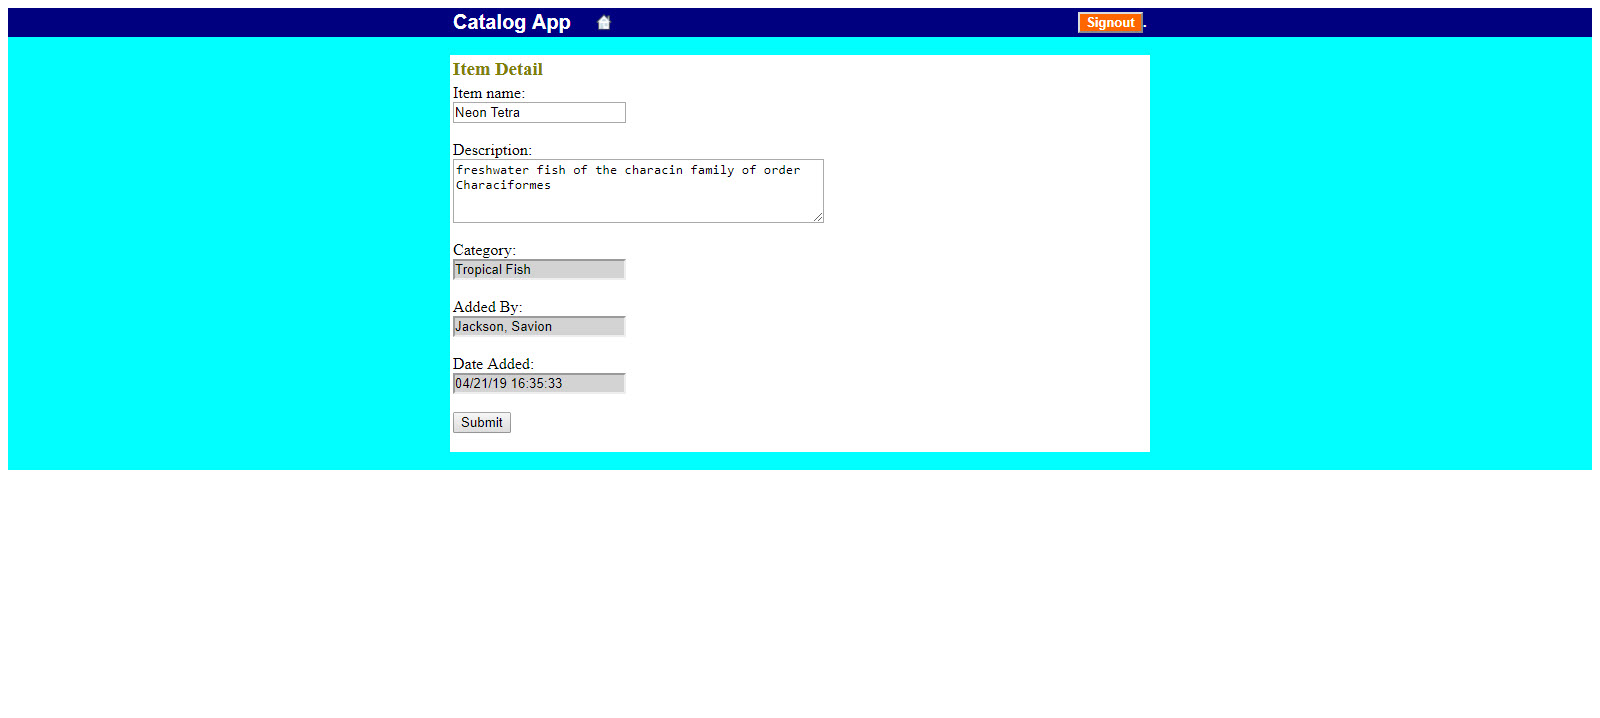 Catalog App
Signout.
Item Detail
Item name:
Neon Tetra
Description:
freshwater fish of the characin family of order
Characiformes
Category:
Tropical Fish
Added By:
Jackson, Savion
Date Added:
04/21/19 16:35:33
Submit